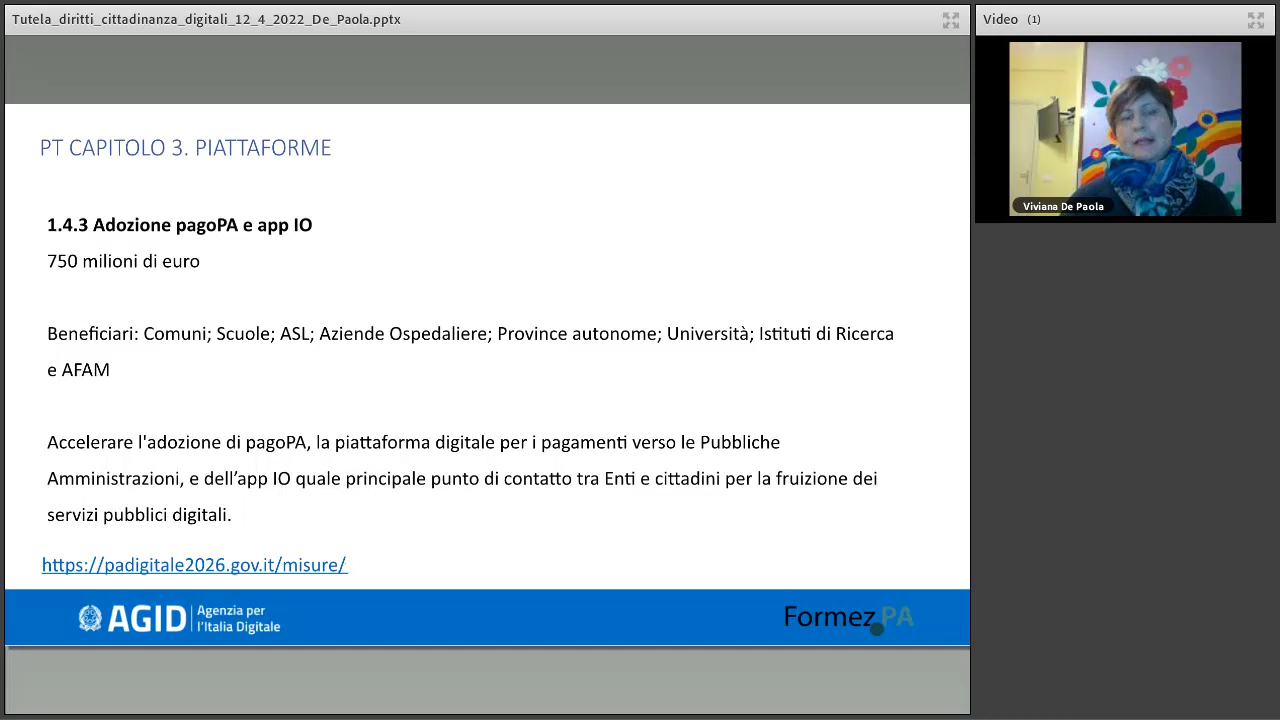 Tutela_diritti_cittadinanza_digitali_12_4_2022_De_Paola.pptx
Video (1)
Viviana De Paola
PT CAPITOLO 3. PIATTAFORME
1.4.3 Adozione pagoPA e app IO
750 milioni di euro
Beneficiari: Comuni; Scuole; ASL; Aziende Ospedaliere; Province autonome; Università; Istituti di Ricerca
e AFAM
Accelerare l'adozione di pagoPA, la piattaforma digitale per i pagamenti verso le Pubbliche
Amministrazioni, e dell’app IO quale principale punto di contatto tra Enti e cittadini per la fruizione dei
servizi pubblici digitali.
https://padigitale2026.gov.it/misure/
AGID Agenzia per
l'Italia Digitale
Formez PA